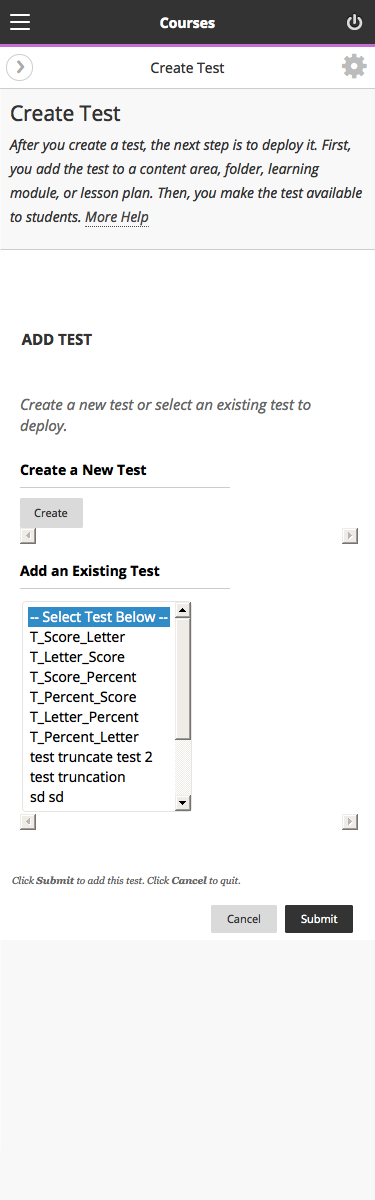 Courses
Create Test
Create Test
After you create a test, the next step is to deploy it. First,
you add the test to a content area, folder, learning
module, or lesson plan. Then, you make the test available
to students. More Help
ADD TEST
Create a new test or select an existing test to
deploy.
Create a New Test
Create
Add an Existing Test
-- Select Test Below --
T_Score_Letter
T_Letter_Score
T_Score_Percent
T_Percent_Score
T_Letter_Percent
T_Percent_Letter
test truncate test 2
test truncation
sd sd
Click Submit to add this test. Click Cancel to quit.
Cancel Submit